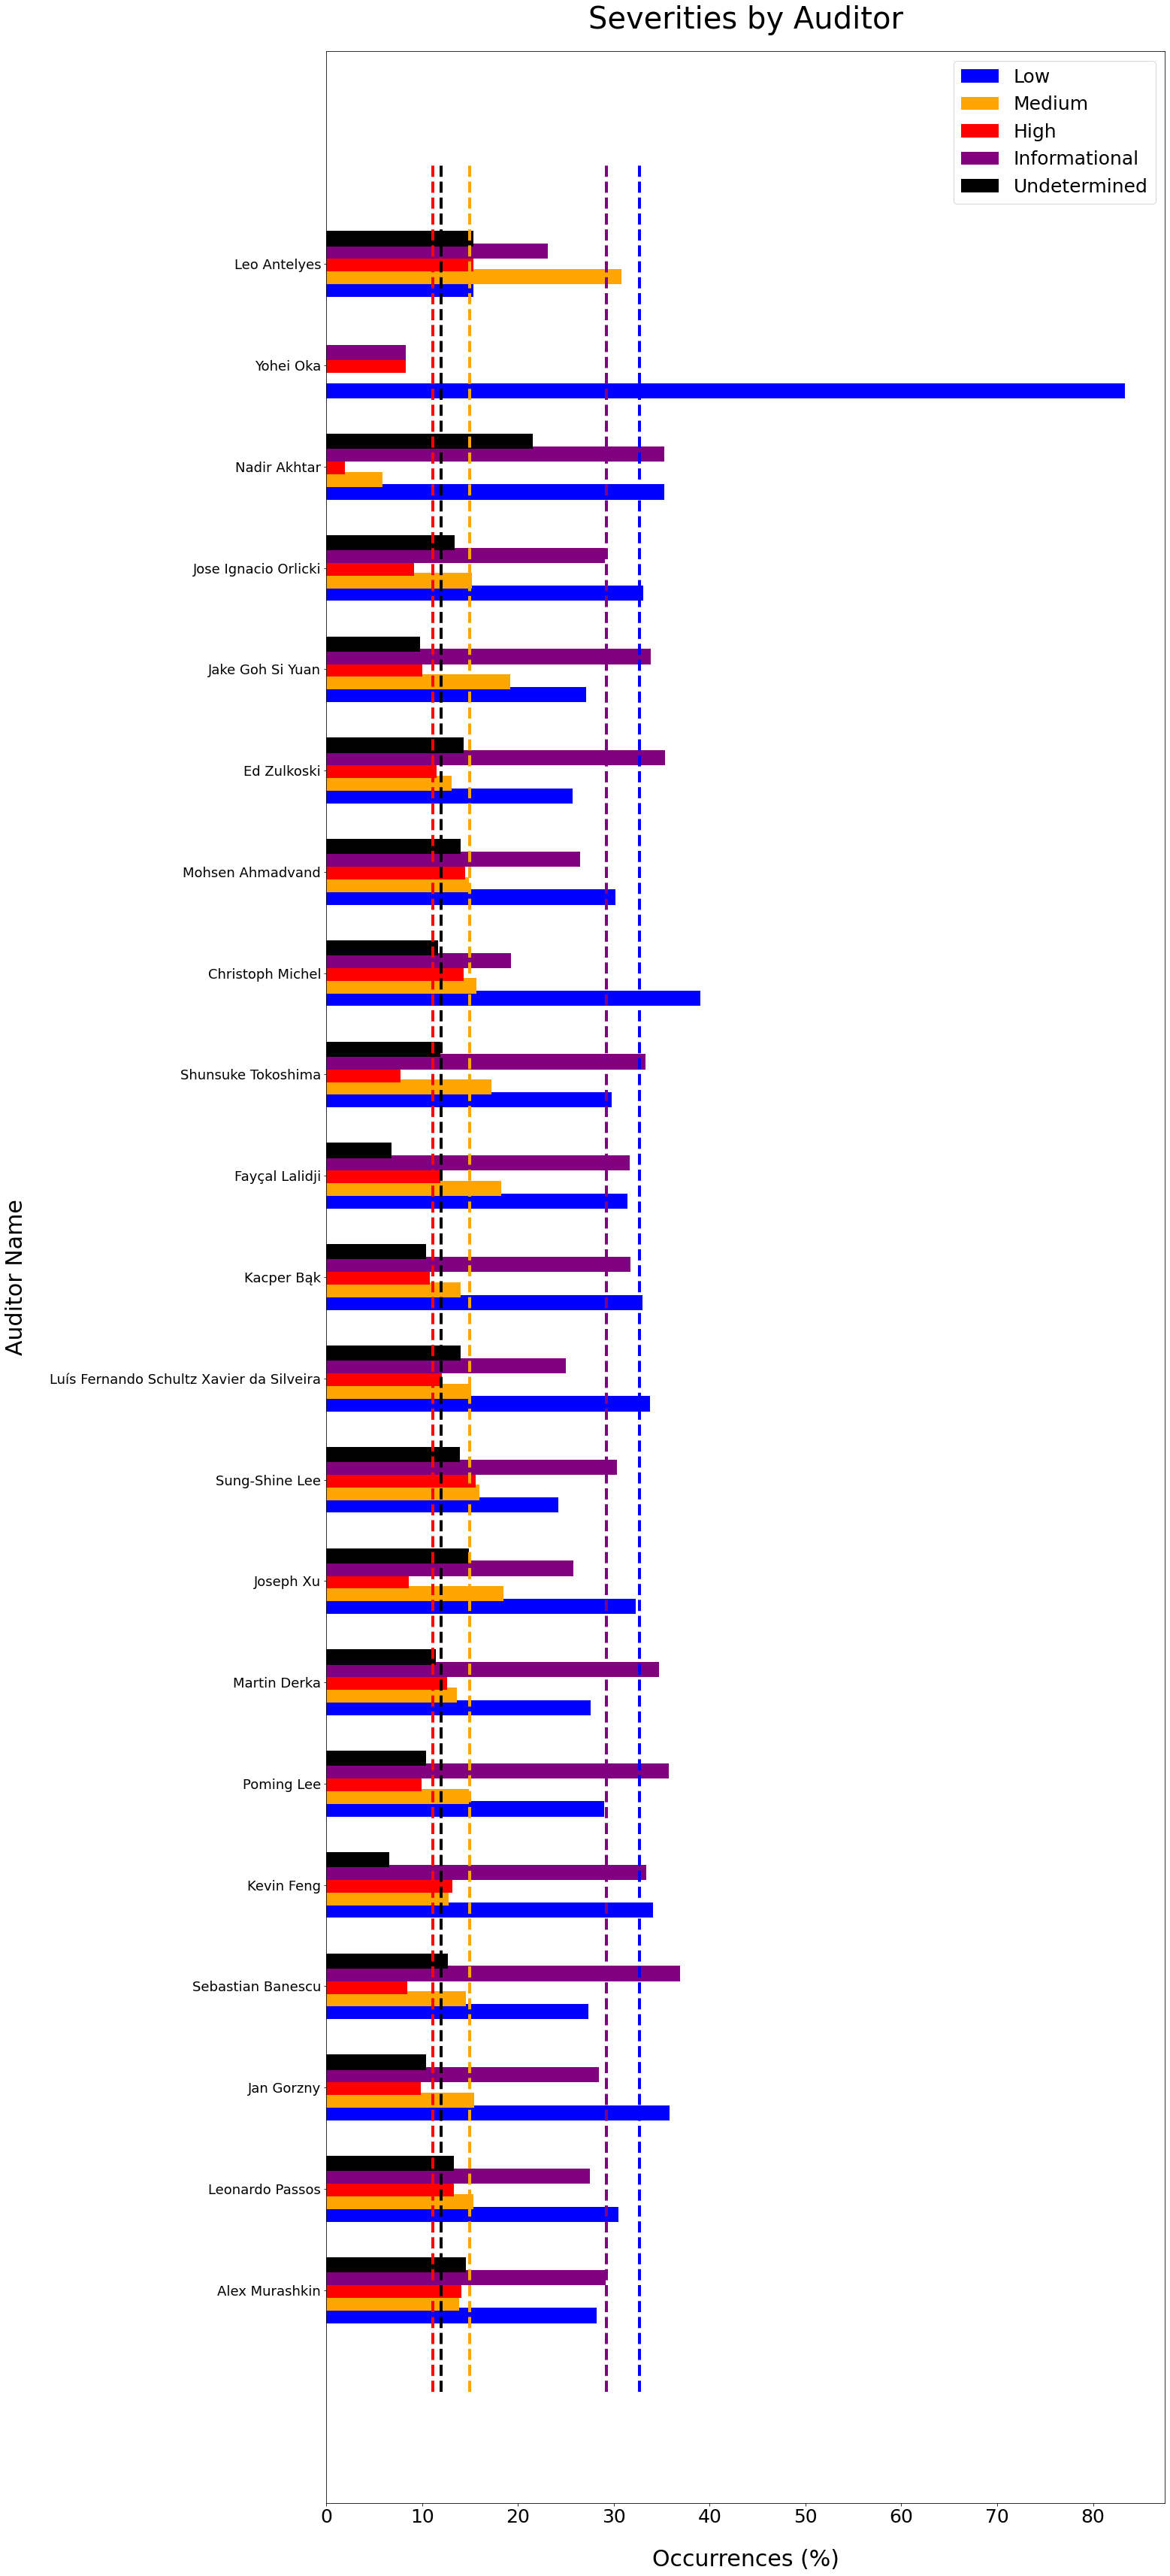 Severities by Auditor
Low
Medium
High
Informational
Undetermined
Leo Antelyes
Yohei Oka
Nadir Akhtar
Jose Ignacio Orlicki
Jake Goh Si Yuan
Ed Zulkoski
Mohsen Ahmadvand
Christoph Michel
Shunsuke Tokoshima
Fayçal Lalidji
Kacper Bąk
Luís Fernando Schultz Xavier da Silveira
Sung-Shine Lee
Joseph Xu
Martin Derka
Poming Lee
Kevin Feng
Sebastian Banescu
Jan Gorzny
Leonardo Passos
Alex Murashkin
Auditor Name
0 10 20 30 40 50 60 70 80
Occurrences (%)